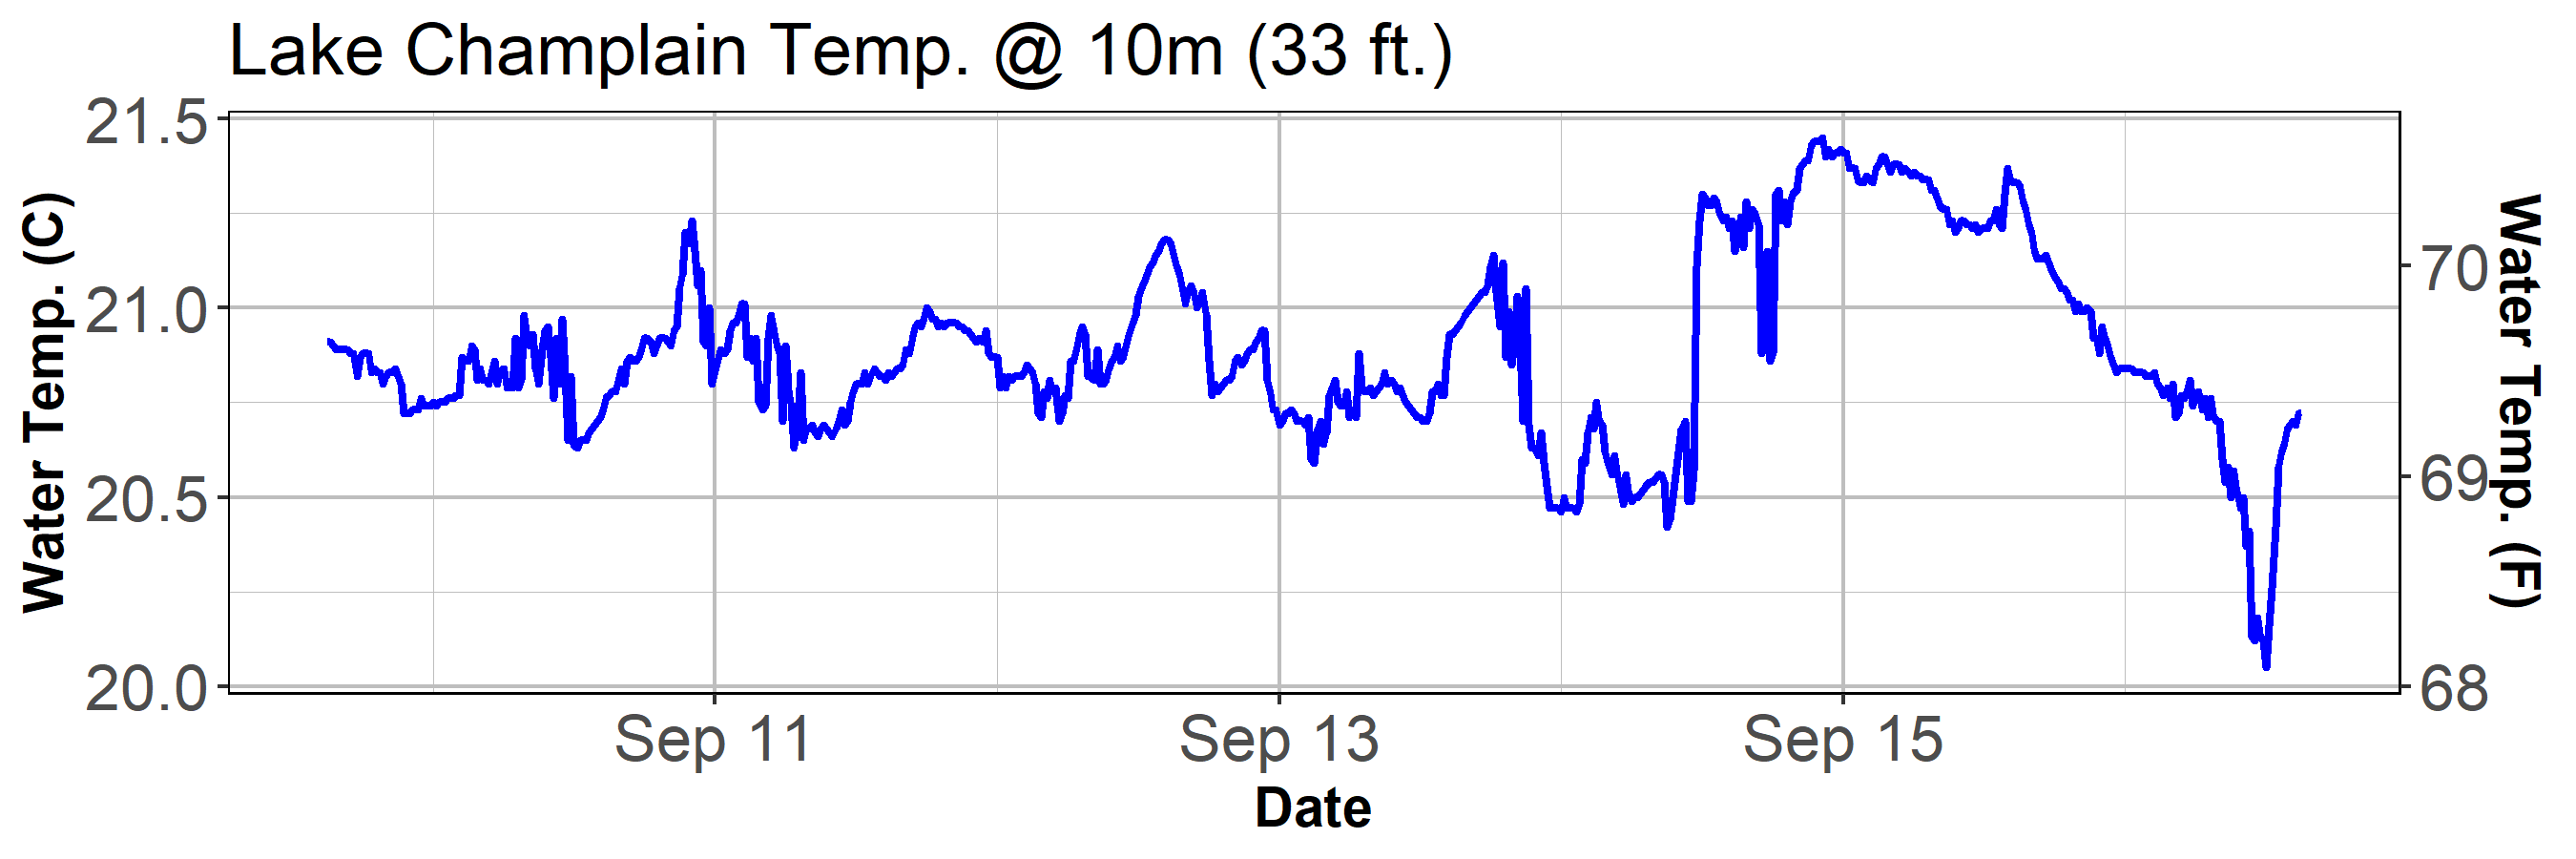 Lake Champlain Temp. @ 10m (33 ft.)
Water Temp. (C)
21.5
21.0
20.5
20.0
70
69
68
Water Temp. (F)
Sep 11 Sep 13 Sep 15
Date